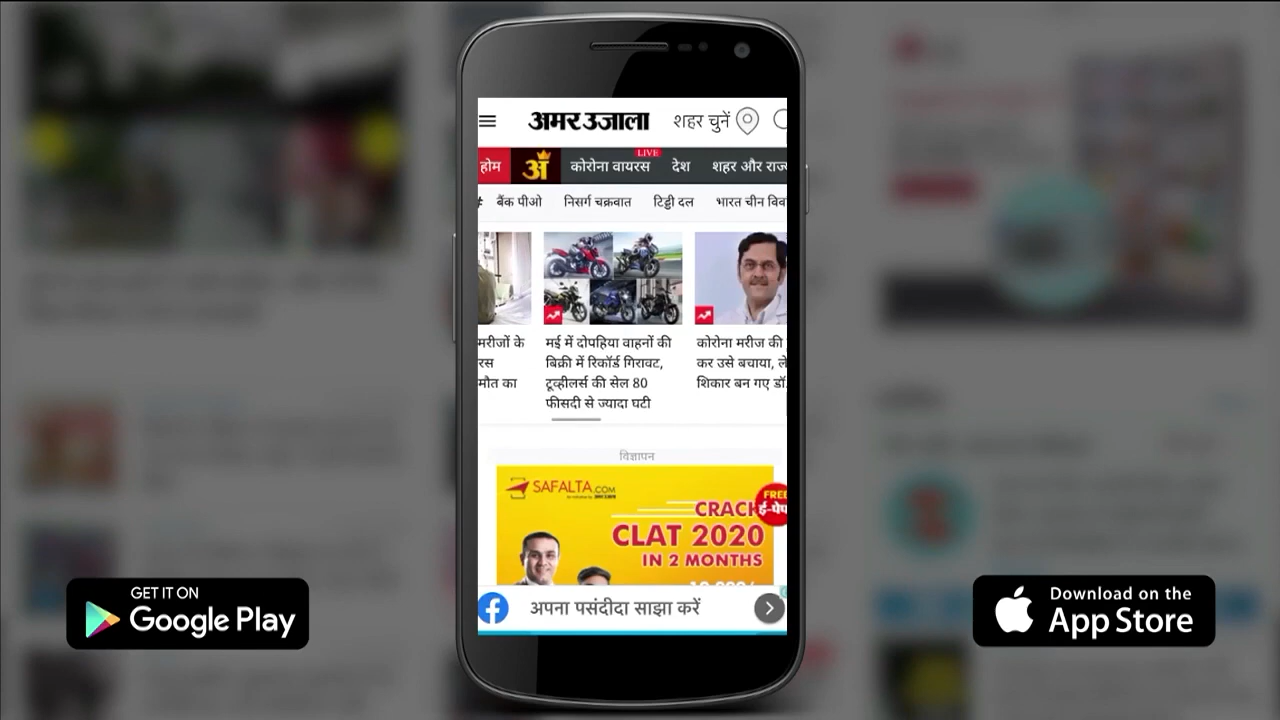 अमर उजाला
शहर चुनें
LIVE
होम
अ
कोरोना वायरस
देश
शहर और राज्
# बैंक पीओ
निसर्ग चक्रवात
टिड्डी दल
भारत चीन विवा
मरीजों के
रस
मौत का
मई में दोपहिया वाहनों की
बिक्री में रिकॉर्ड गिरावट,
टूव्हीलर्स की सेल 80
फीसदी से ज्यादा घटी
कोरोना मरीज की
कर उसे बचाया, ले
शिकार बन गए डॉ.
विज्ञापन
SAFALTA.COM
CRACK
CLAT 2020
IN 2 MONTHS
FREE
ई-पेप
अपना पसंदीदा साझा करें
GET IT ON
Google Play
Download on the
App Store